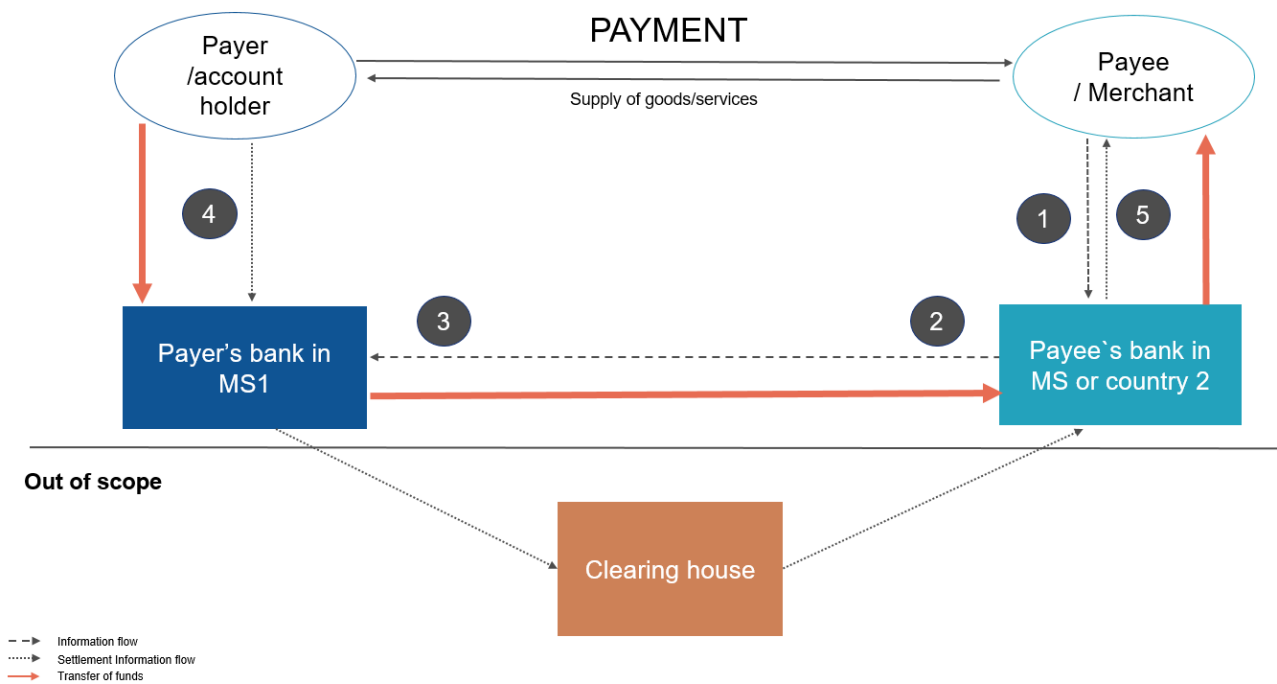 PAYMENT
Payer
/account
holder
Payee
/ Merchant
Supply of goods/services
4
1
5
3
2
Payer’s bank in
MS1
Payee`s bank in
MS or country 2
Out of scope
Clearing house
Information flow
Settlement Information flow
Transfer of funds